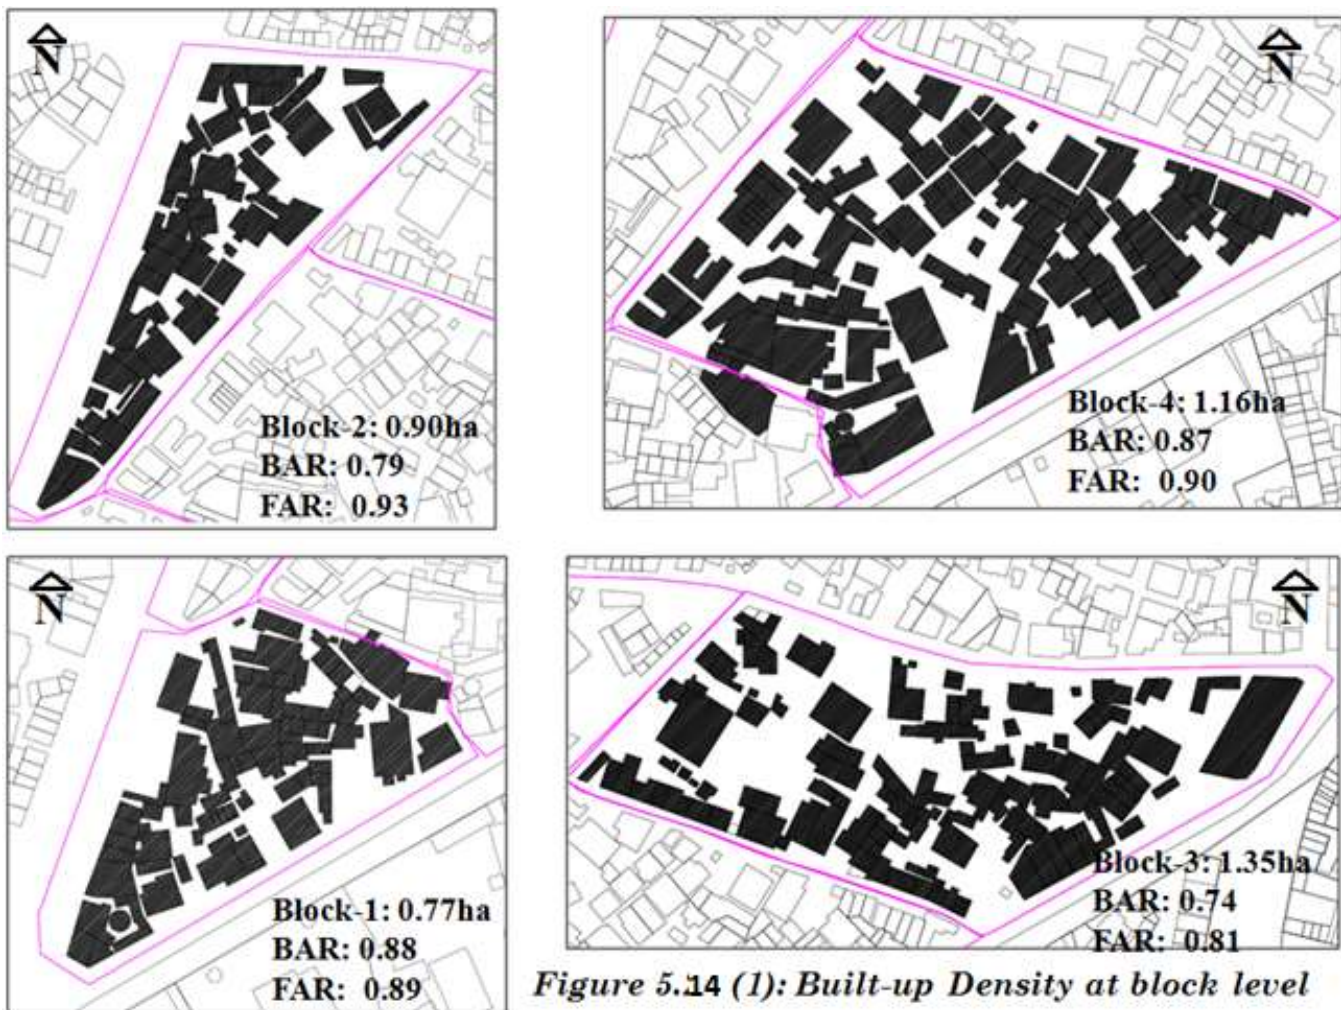 N
Block-2: 0.90ha
BAR: 0.79
FAR: 0.93
N
Block-4: 1.16ha
BAR: 0.87
FAR: 0.90
N
Block-1: 0.77ha
BAR: 0.88
FAR: 0.89
N
Block-3: 1.35ha
BAR: 0.74
FAR: 0.81
Figure 5.14 (1): Built-up Density at block level